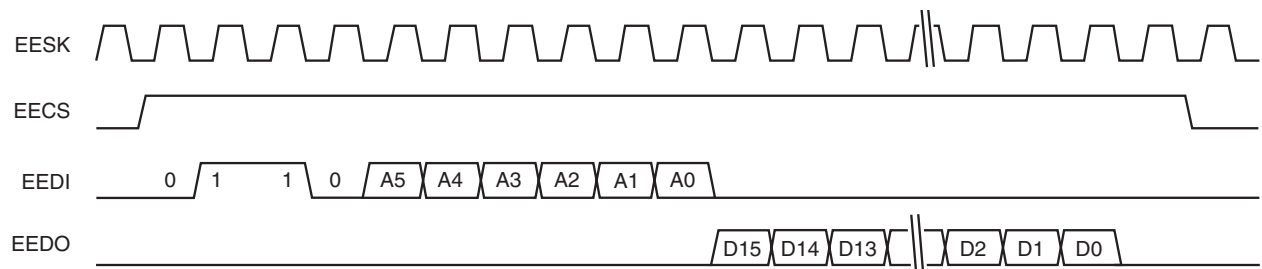 EESK
EECS
EEDI 0 1 1 0 A5 A4 A3 A2 A1 A0
EEDO D15 D14 D13 D2 D1 D0